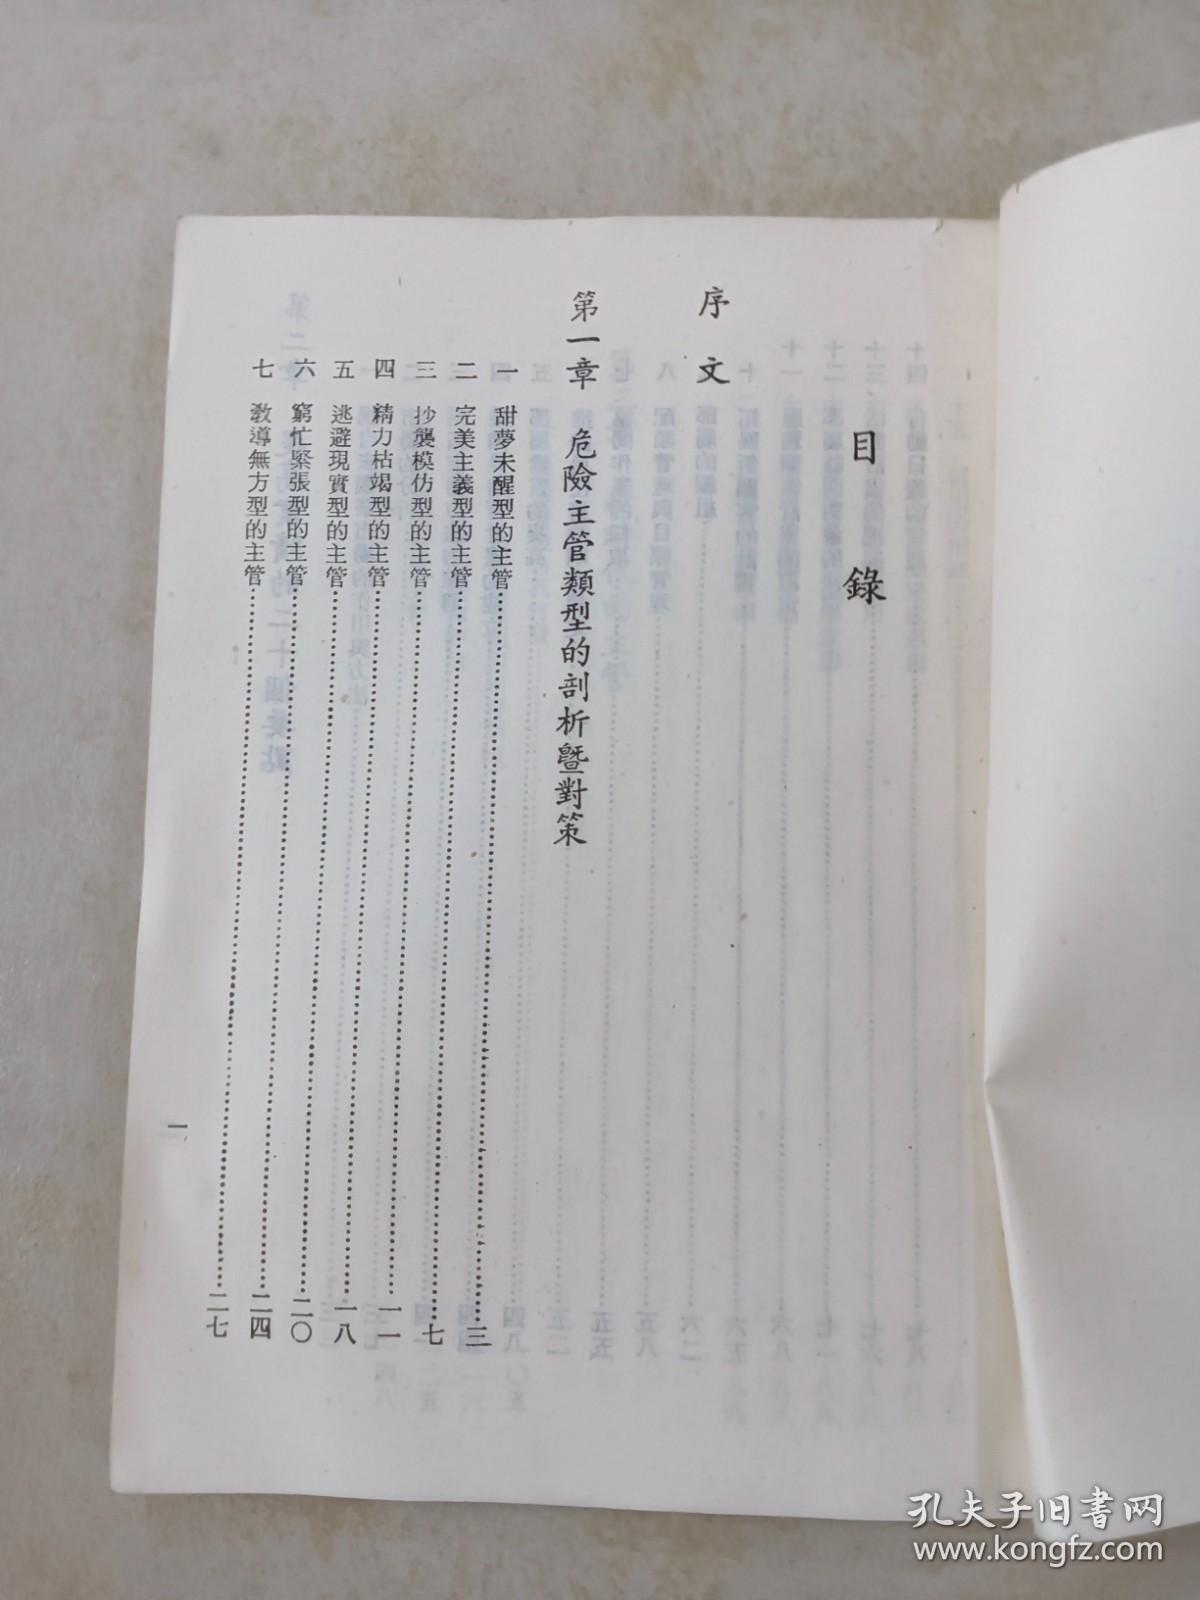 目錄
序文
第一章 危險主管類型的剖析暨對策
一 甜夢未醒型的主管……三
二 完美主義型的主管……七
三 抄襲模仿型的主管……一一
四 精力枯竭型的主管……一八
五 逃避現實型的主管……二〇
六 窮忙緊張型的主管……二四
七 教導無方型的主管……二七
一
孔夫子旧书网
www.kongfz.com